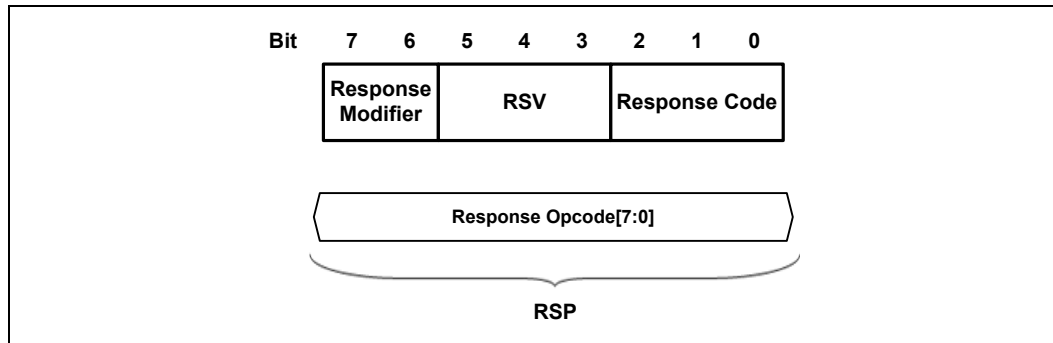 Bit 7 6 5 4 3 2 1 0
Response Modifier RSV Response Code
Response Opcode[7:0]
RSP